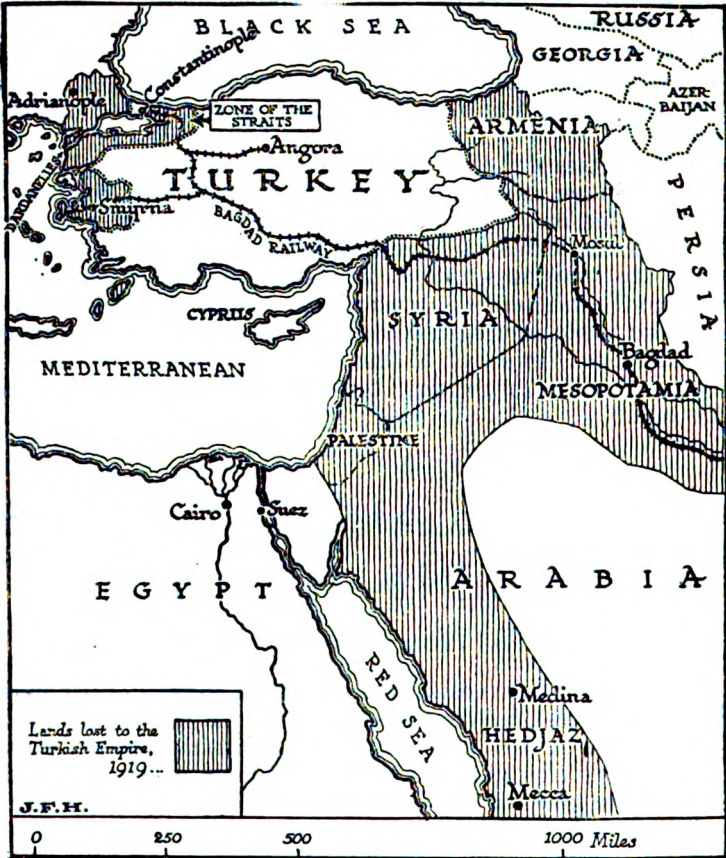 BLACK SEA
RUSSIA
GEORGIA
AZER-
BAIJAN
Constantinople
Adrianople
ZONE OF THE
STRAITS
ARMENIA
Angora
TURKEY
DARDANELLES
Smyrna
BAGDAD RAILWAY
PERSIA
Mosul
CYPRUS
SYRIA
MEDITERRANEAN
Bagdad
MESOPOTAMIA
PALESTINE
Cairo
Suez
EGYPT
ARABIA
RED SEA
Medina
HEDJAZ
Mecca
Lands lost to the
Turkish Empire,
1919...
J.F.H.
0 250 500 1000 Miles